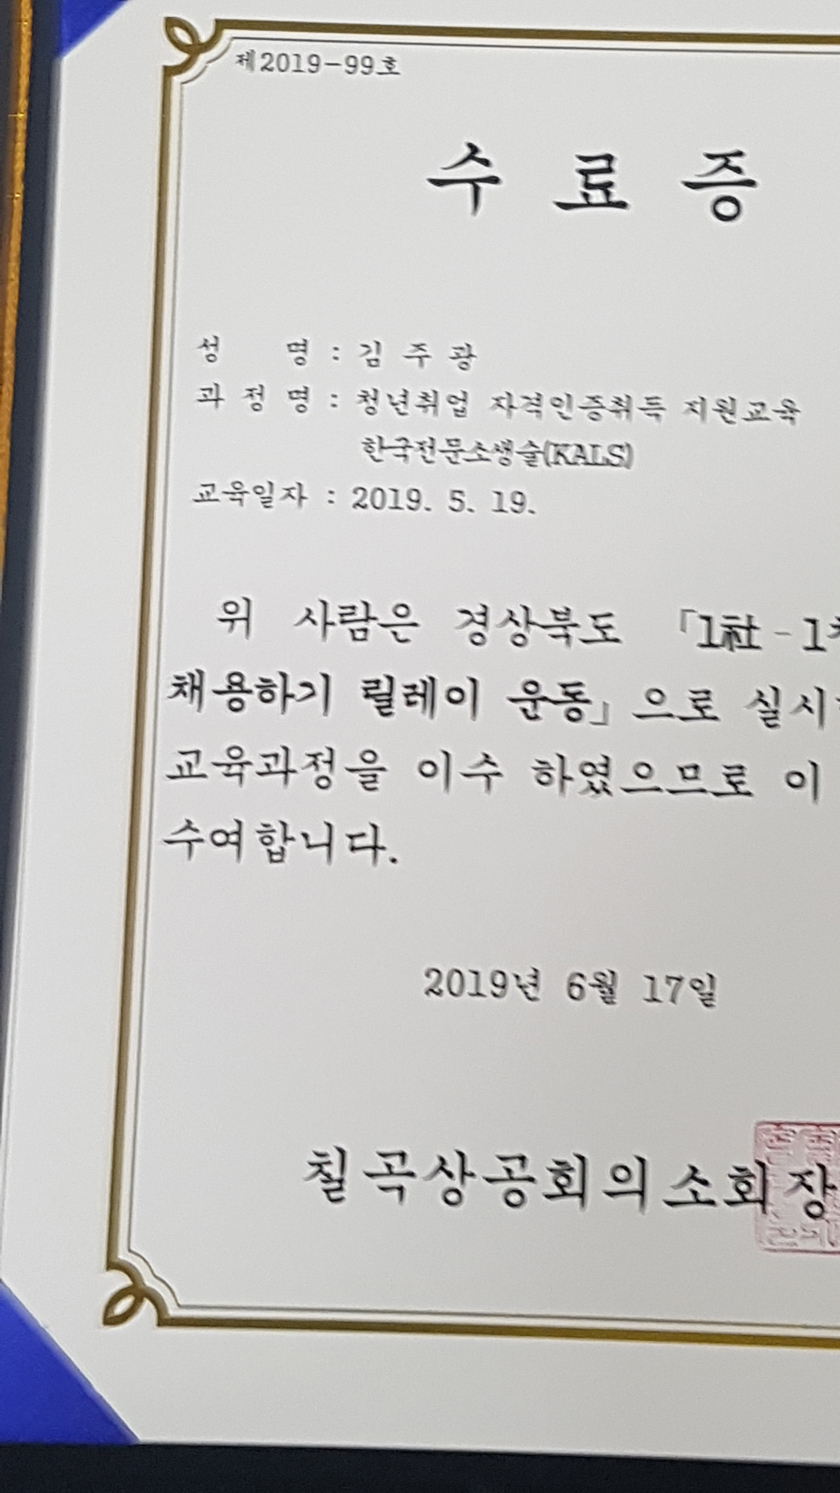 제2019-99호
수 료 증
성 명 : 김 주 광
과 정 명 : 청년취업 자격인증취득 지원교육
한국전문소생술(KALS)
교육일자 : 2019. 5. 19.
위 사람은 경상북도 「1社-1
채용하기 릴레이 운동」으로 실시
교육과정을 이수 하였으므로 이
수여합니다.
2019년 6월 17일
칠곡상공회의소회장